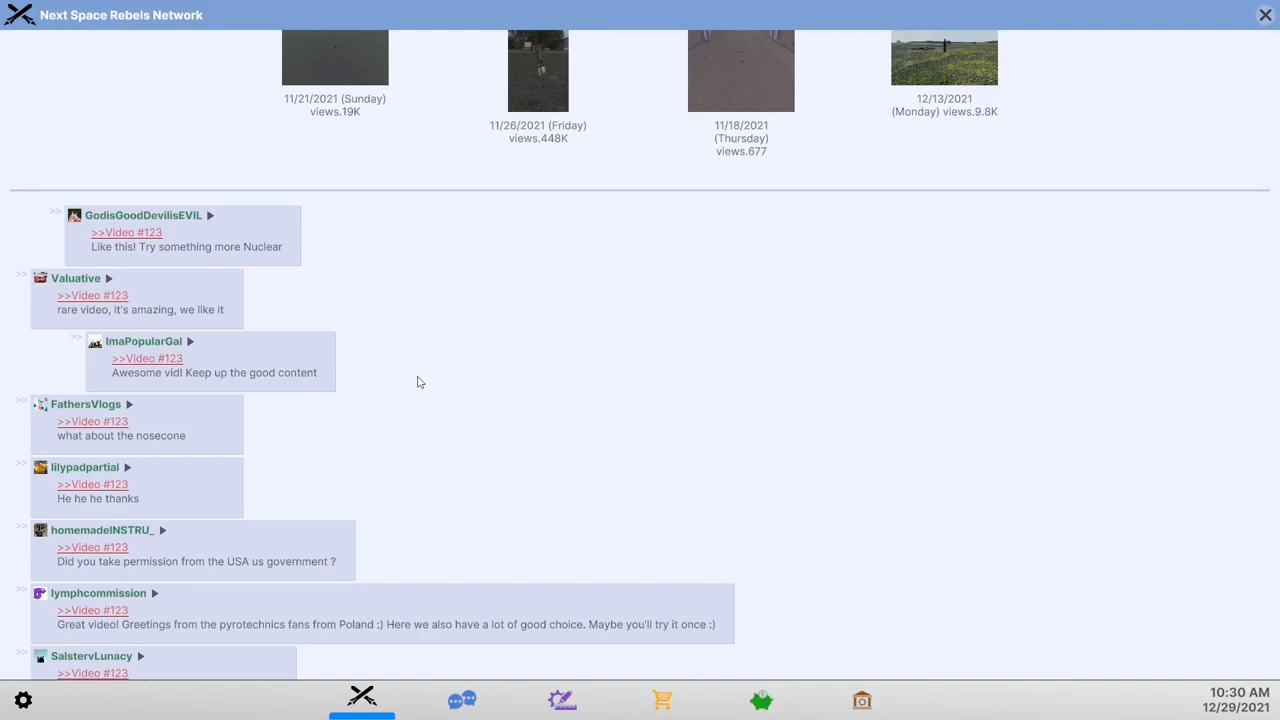 Next Space Rebels Network
11/21/2021 (Sunday)
views.19K
11/26/2021 (Friday)
views.448K
11/18/2021
(Thursday)
views.677
12/13/2021
(Monday) views.9.8K
>> GodisGoodDevilisEVIL
>>Video #123
Like this! Try something more Nuclear
>> Valuative
>>Video #123
rare video, it's amazing, we like it
>> ImaPopularGal
>>Video #123
Awesome vid! Keep up the good content
>> FathersVlogs
>>Video #123
what about the nosecone
>> lilypadpartial
>>Video #123
He he he thanks
>> homemadeINSTRU_
>>Video #123
Did you take permission from the USA us government ?
>> lymphcommission
>>Video #123
Great video! Greetings from the pyrotechnics fans from Poland :) Here we also have a lot of good choice. Maybe you'll try it once :)
>> SalstervLunacy
>>Video #123
10:30 AM
12/29/2021